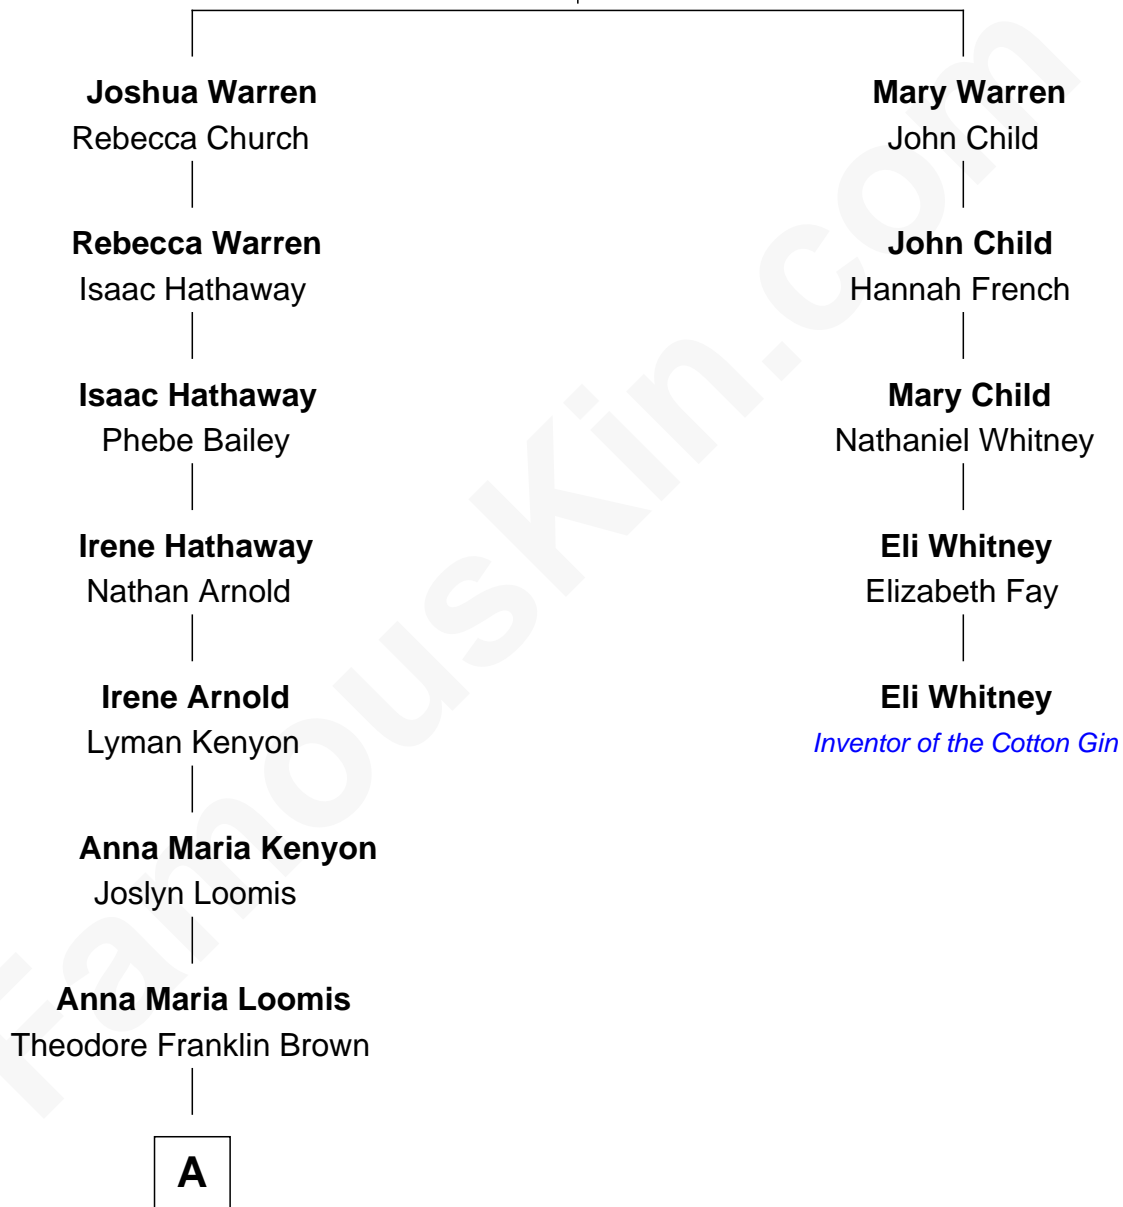 Joshua Warren
Rebecca Church
Rebecca Warren
Isaac Hathaway
Isaac Hathaway
Phebe Bailey
Irene Hathaway
Nathan Arnold
Irene Arnold
Lyman Kenyon
Anna Maria Kenyon
Joslyn Loomis
Anna Maria Loomis
Theodore Franklin Brown
A
Mary Warren
John Child
John Child
Hannah French
Mary Child
Nathaniel Whitney
Eli Whitney
Elizabeth Fay
Eli Whitney
Inventor of the Cotton Gin
FamousKin.com